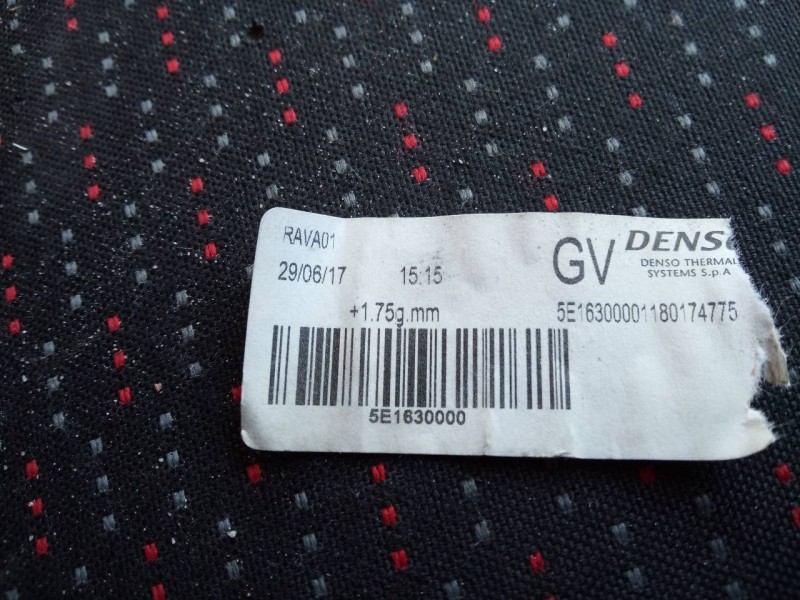 RAVA01
GV DENSO
DENSO THERMAL
SYSTEMS S.p.A
29/06/17 15:15
+1.75g.mm 5E16300001180174775
5E1630000